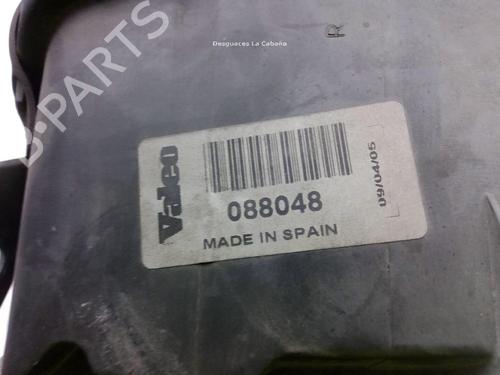 Desguaces La Cabaña
B-PARTS
Valeo
088048
MADE IN SPAIN
09/04/05